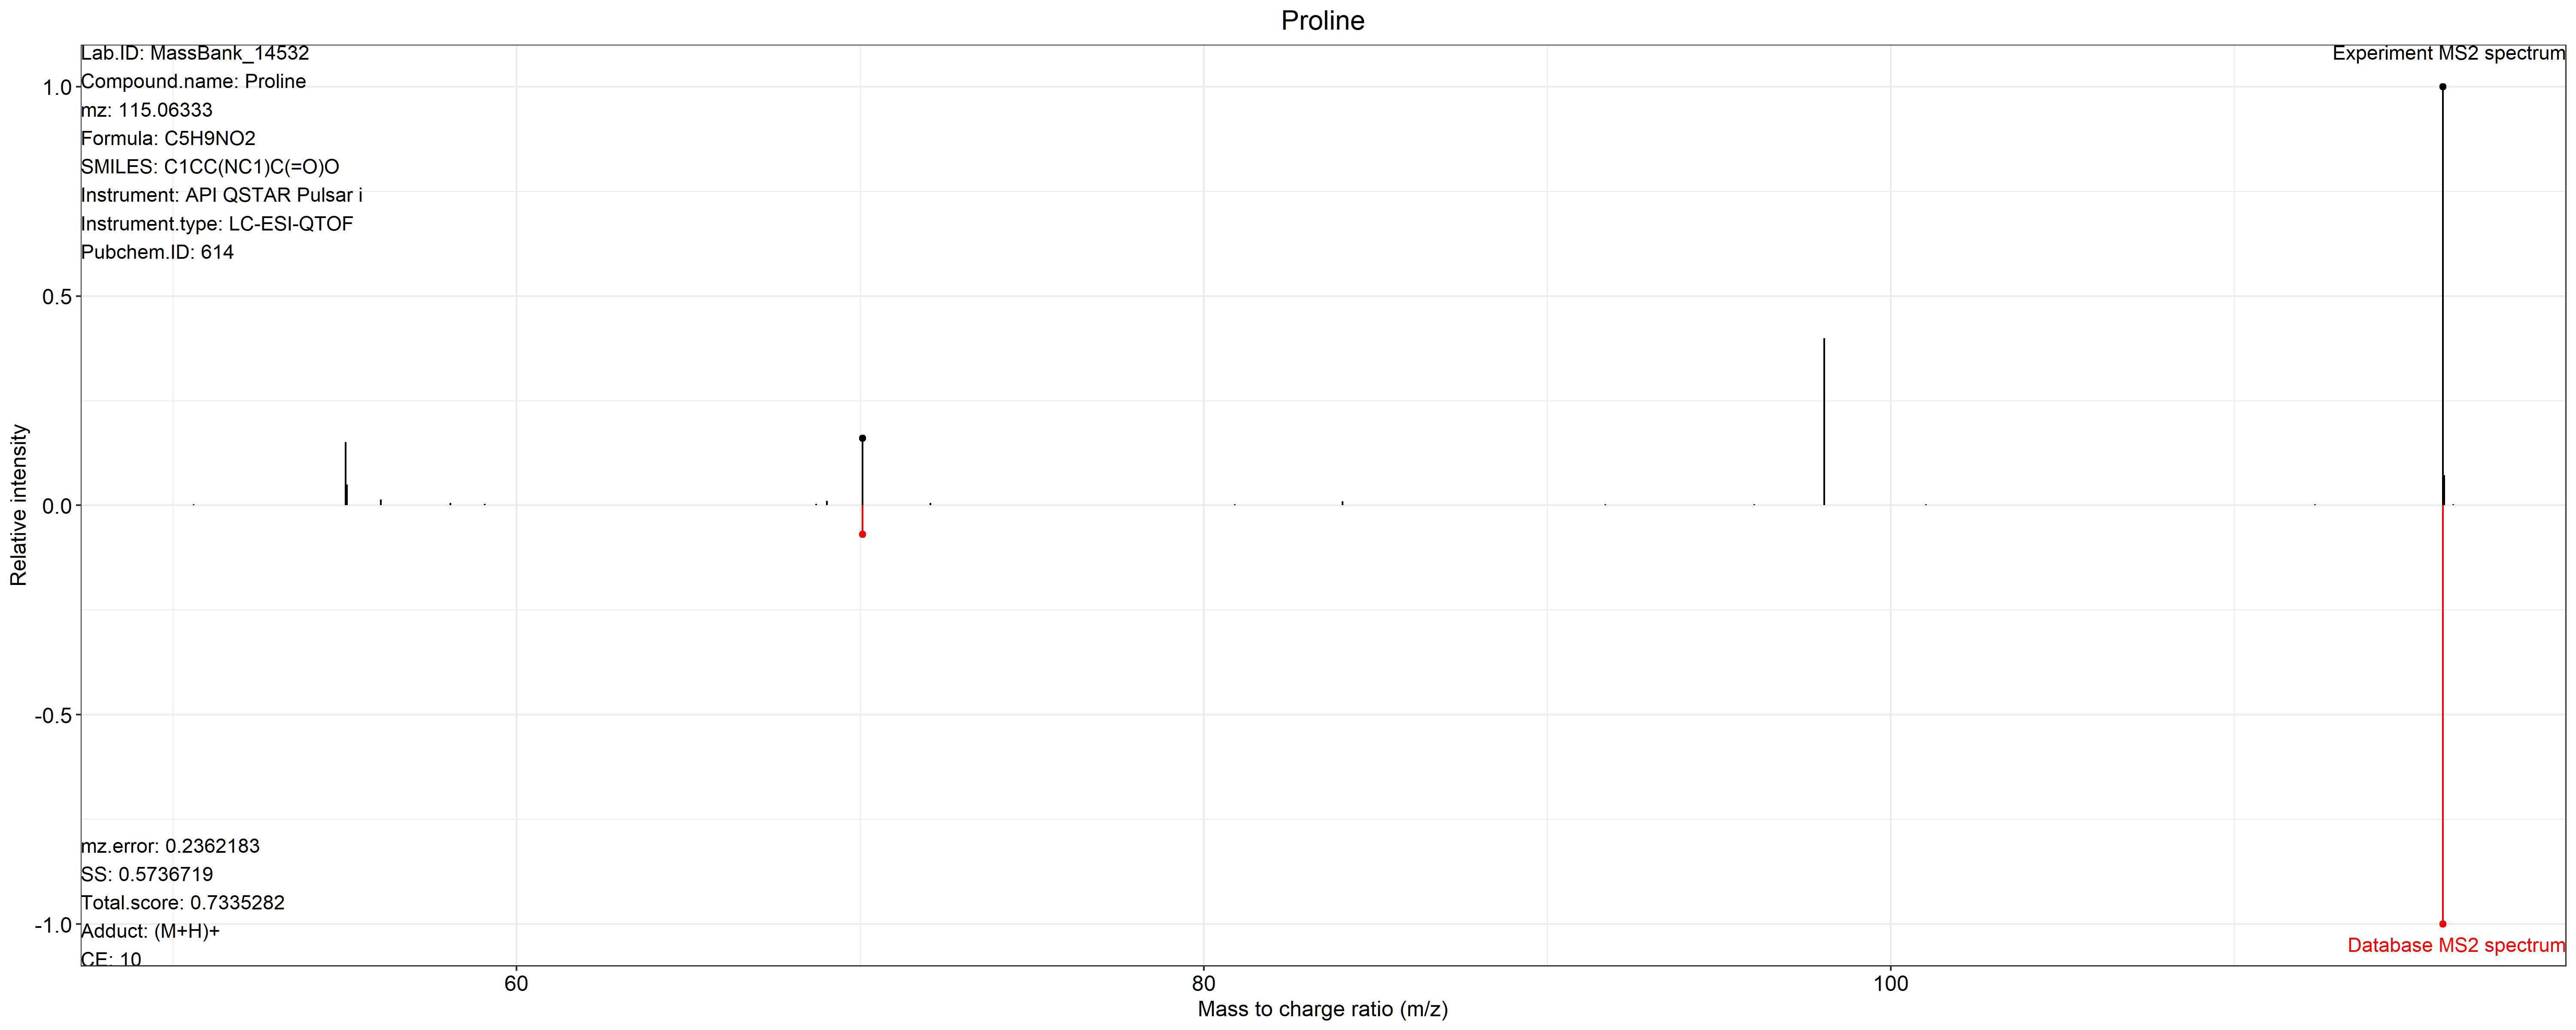 Proline
Lab.ID: MassBank_14532
Experiment MS2 spectrum
Compound.name: Proline
mz: 115.06333
Formula: C5H9NO2
SMILES: C1CC(NC1)C(=O)O
Instrument: API QSTAR Pulsar i
Instrument.type: LC-ESI-QTOF
Pubchem.ID: 614
1.0
0.5
0.0
-0.5
-1.0
Relative intensity
mz.error: 0.2362183
SS: 0.5736719
Total.score: 0.7335282
Adduct: (M+H)+
Database MS2 spectrum
CE: 10
60
80
100
Mass to charge ratio (m/z)